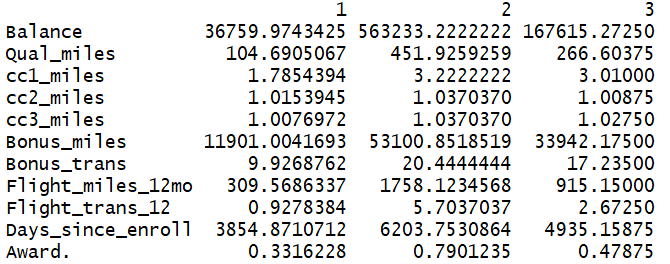 1 2 3
Balance 36759.9743425 563233.2222222 167615.27250
Qual_miles 104.6905067 451.9259259 266.60375
cc1_miles 1.7854394 3.2222222 3.01000
cc2_miles 1.0153945 1.0370370 1.00875
cc3_miles 1.0076972 1.0370370 1.02750
Bonus_miles 11901.0041693 53100.8518519 33942.17500
Bonus_trans 9.9268762 20.4444444 17.23500
Flight_miles_12mo 309.5686337 1758.1234568 915.15000
Flight_trans_12 0.9278384 5.7037037 2.67250
Days_since_enroll 3854.8710712 6203.7530864 4935.15875
Award. 0.3316228 0.7901235 0.47875